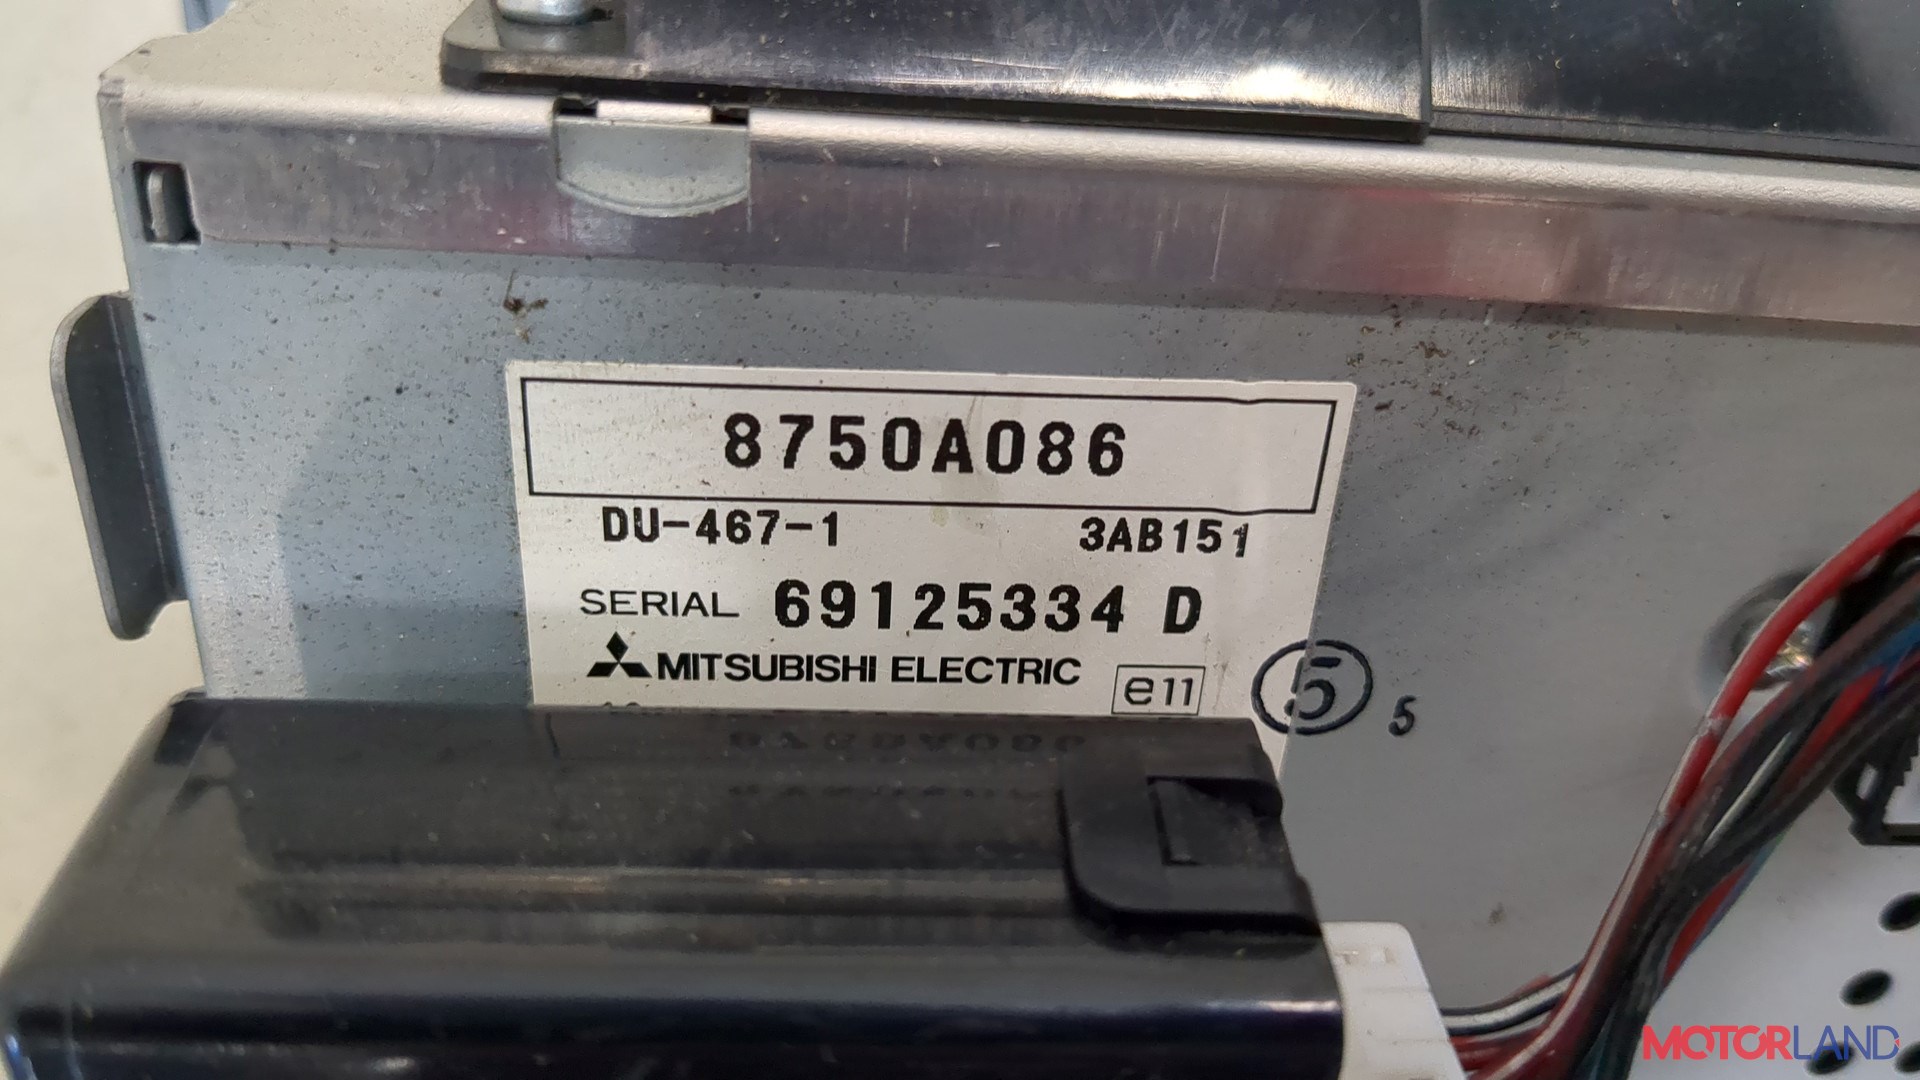 8750A086
DU-467-1 3AB151
SERIAL 69125334 D
MITSUBISHI ELECTRIC e11 5 5
MOTORLAND